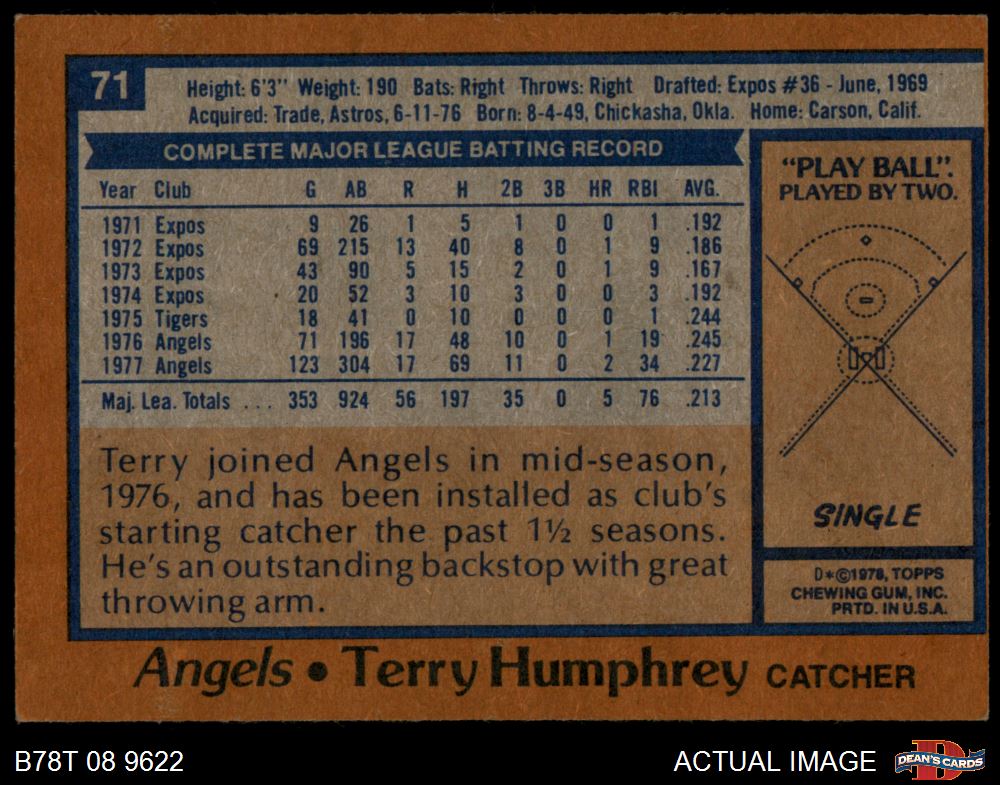 71
Height: 6'3" Weight: 190 Bats: Right Throws: Right Drafted: Expos #36 - June, 1969
Acquired: Trade, Astros, 6-11-76 Born: 8-4-49, Chickasha, Okla. Home: Carson, Calif.
COMPLETE MAJOR LEAGUE BATTING RECORD
Year Club G AB R H 2B 3B HR RBI AVG.
1971 Expos 9 26 1 5 1 0 0 1 .192
1972 Expos 69 215 13 40 8 0 1 9 .186
1973 Expos 43 90 5 15 2 0 1 9 .167
1974 Expos 20 52 3 10 3 0 0 3 .192
1975 Tigers 18 41 0 10 0 0 0 1 .244
1976 Angels 71 196 17 48 10 0 1 19 .245
1977 Angels 123 304 17 69 11 0 2 34 .227
Maj. Lea. Totals ... 353 924 56 197 35 0 5 76 .213
Terry joined Angels in mid-season,
1976, and has been installed as club's
starting catcher the past 1½ seasons.
He's an outstanding backstop with great
throwing arm.
"PLAY BALL".
PLAYED BY TWO.
SINGLE
D*©1978, TOPPS
CHEWING GUM, INC.
PRTD. IN U.S.A.
Angels • Terry Humphrey CATCHER
B78T 08 9622
ACTUAL IMAGE
D
DEAN'S CARDS